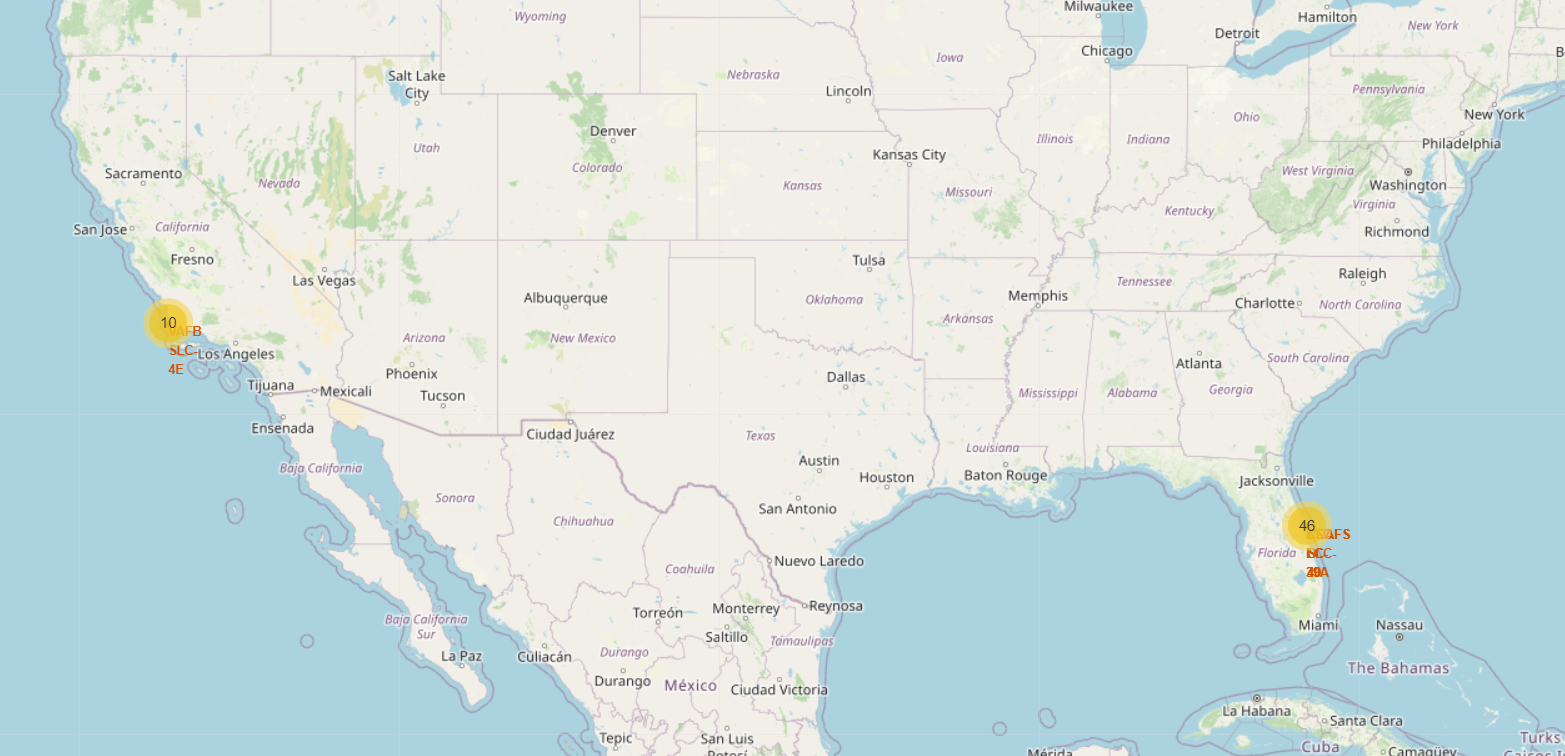 Milwaukee
Hamilton
New York
Wyoming
Detroit
Chicago
Iowa
Nebraska
Salt Lake
City
Lincoln
Pennsylvania
New York
Ohio
Denver
Illinois
Indiana
Philadelphia
Utah
Kansas City
Colorado
West Virginia
Sacramento
Nevada
Kansas
Missouri
Washington
Virginia
Kentucky
California
San Jose
Richmond
Fresno
Tulsa
Raleigh
Las Vegas
Tennessee
Albuquerque
Memphis
Oklahoma
Charlotte
North Carolina
10
VAFB
SLC-
4E
Arkansas
Arizona
New Mexico
Los Angeles
South Carolina
Atlanta
Phoenix
Dallas
Tijuana
Mexicali
Tucson
Mississippi
Alabama
Georgia
Ensenada
Ciudad Juárez
Texas
Louisiana
Austin
Baja California
Houston
Baton Rouge
Jacksonville
Sonora
San Antonio
Chihuahua
46
Florida
Nuevo Laredo
Coahuila
Reynosa
Torreón
Monterrey
Baja California
Sur
Saltillo
Tamaulipas
Miami
Nassau
La Paz
Culiacán
Durango
The Bahamas
Durango
México
Ciudad Victoria
La Habana
Santa Clara
Tepic
San Luis
Potosí
Mérida
Cuba
Camagüey
Turks